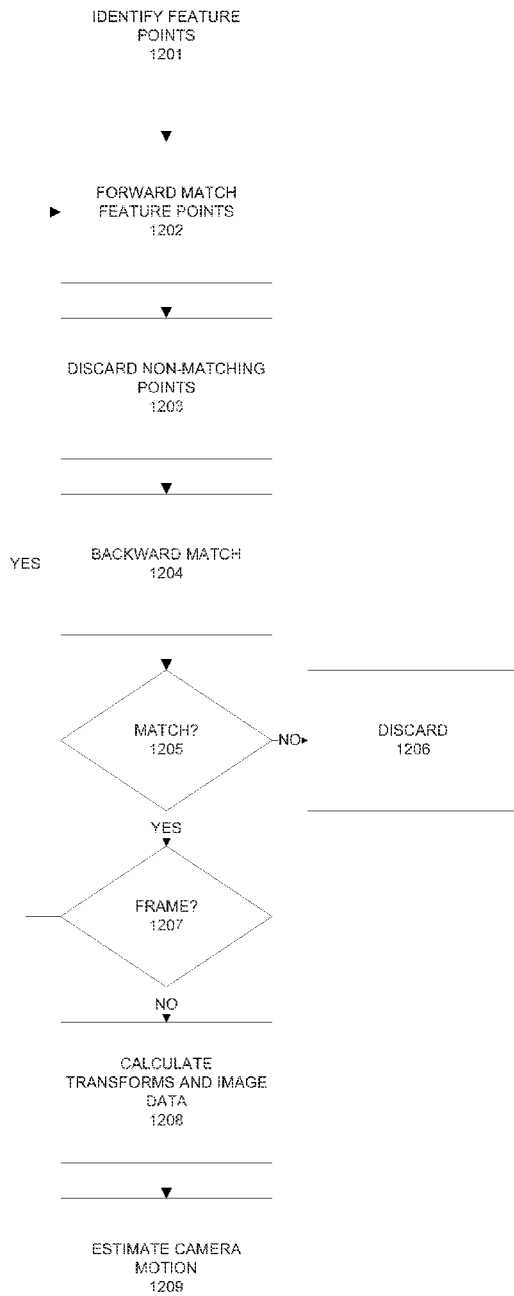 IDENTIFY FEATURE
POINTS
1201
FORWARD MATCH
FEATURE POINTS
1202
DISCARD NON-MATCHING
POINTS
1203
YES
BACKWARD MATCH
1204
MATCH?
1205
NO
DISCARD
1206
YES
FRAME?
1207
NO
CALCULATE
TRANSFORMS AND IMAGE
DATA
1208
ESTIMATE CAMERA
MOTION
1209